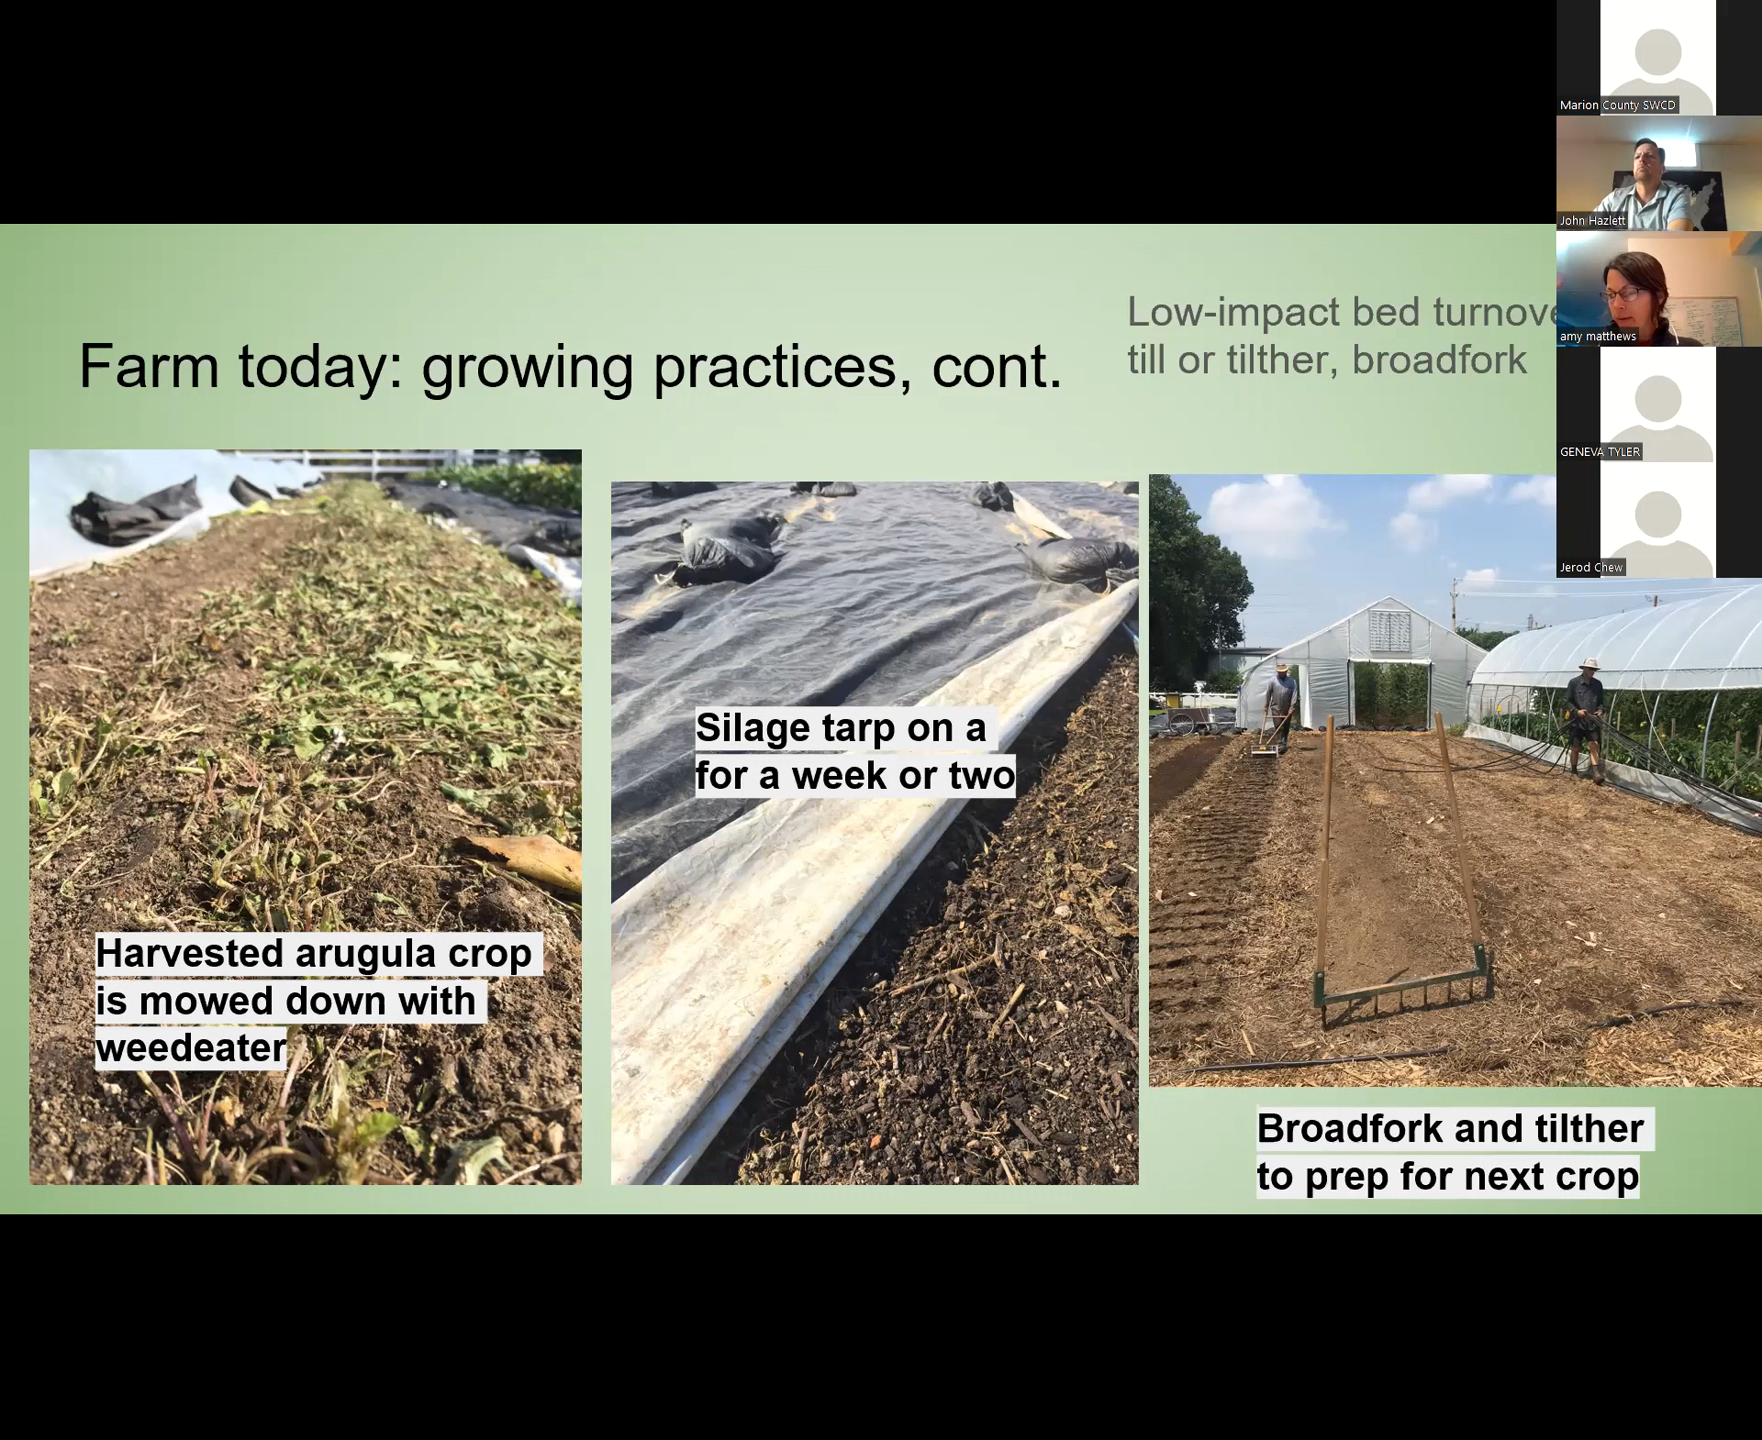 Farm today: growing practices, cont.
Low-impact bed
till or tilther, broadfork
Harvested arugula crop
is mowed down with
weedeater
Silage tarp on a
for a week or two
Broadfork and tilther
to prep for next crop
Marion County SWCD
John Hazlett
amy matthews
GENEVA TYLER
Jerod Chew